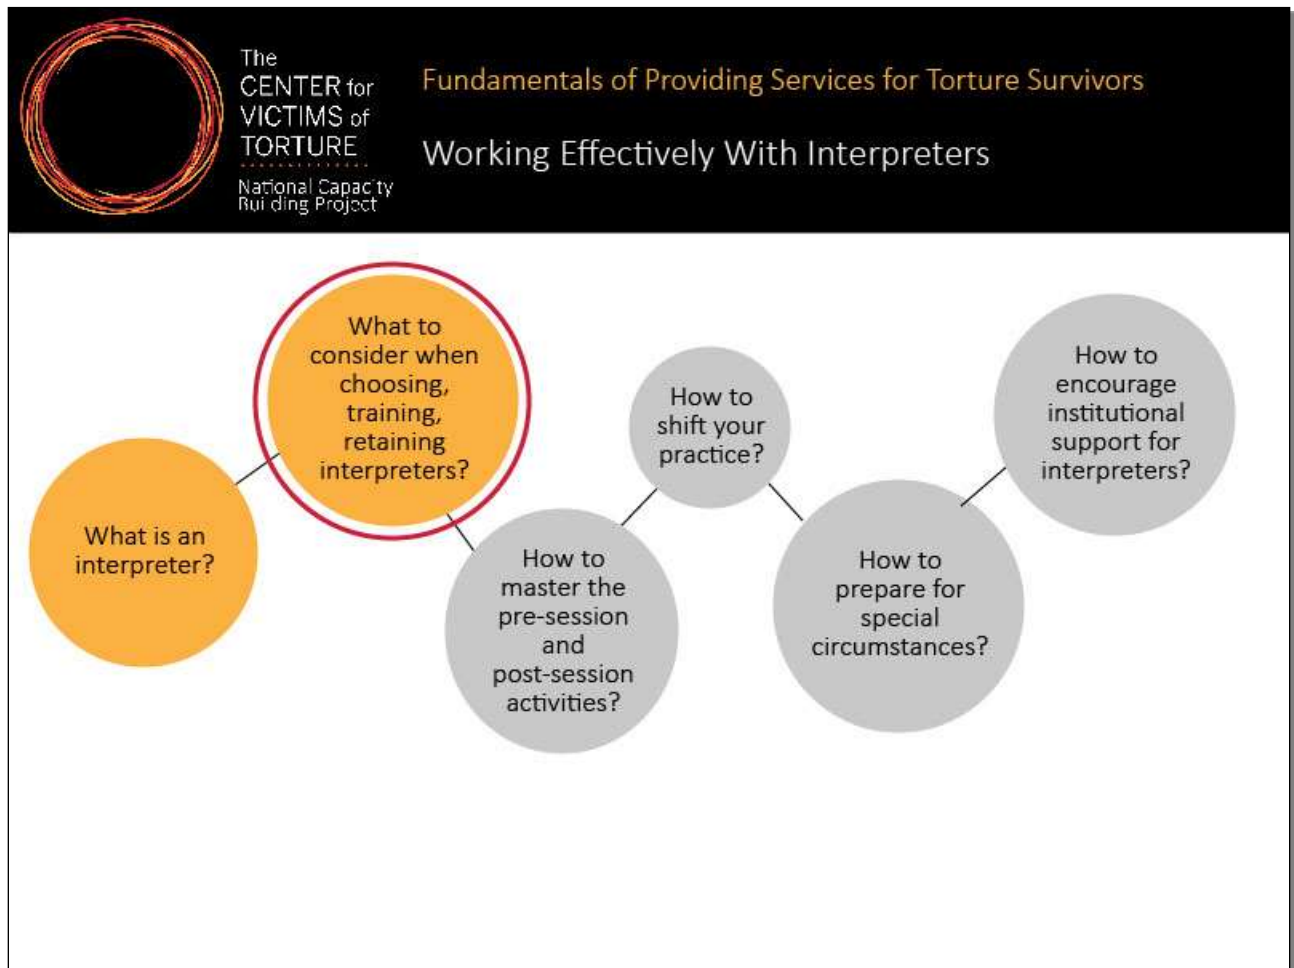 The
CENTER for
VICTIMS of
TORTURE
National Capacity
Building Project
Fundamentals of Providing Services for Torture Survivors
Working Effectively With Interpreters
What is an
interpreter?
What to
consider when
choosing,
training,
retaining
interpreters?
How to
master the
pre-session
and
post-session
activities?
How to
shift your
practice?
How to
prepare for
special
circumstances?
How to
encourage
institutional
support for
interpreters?